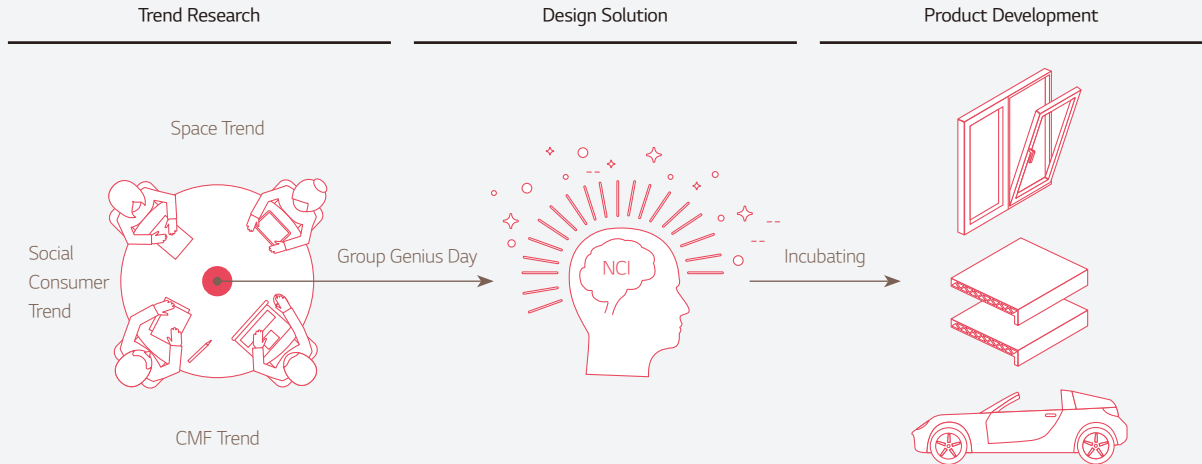 Trend Research
Design Solution
Product Development
Space Trend
Social
Consumer
Trend
Group Genius Day
NCI
Incubating
CMF Trend